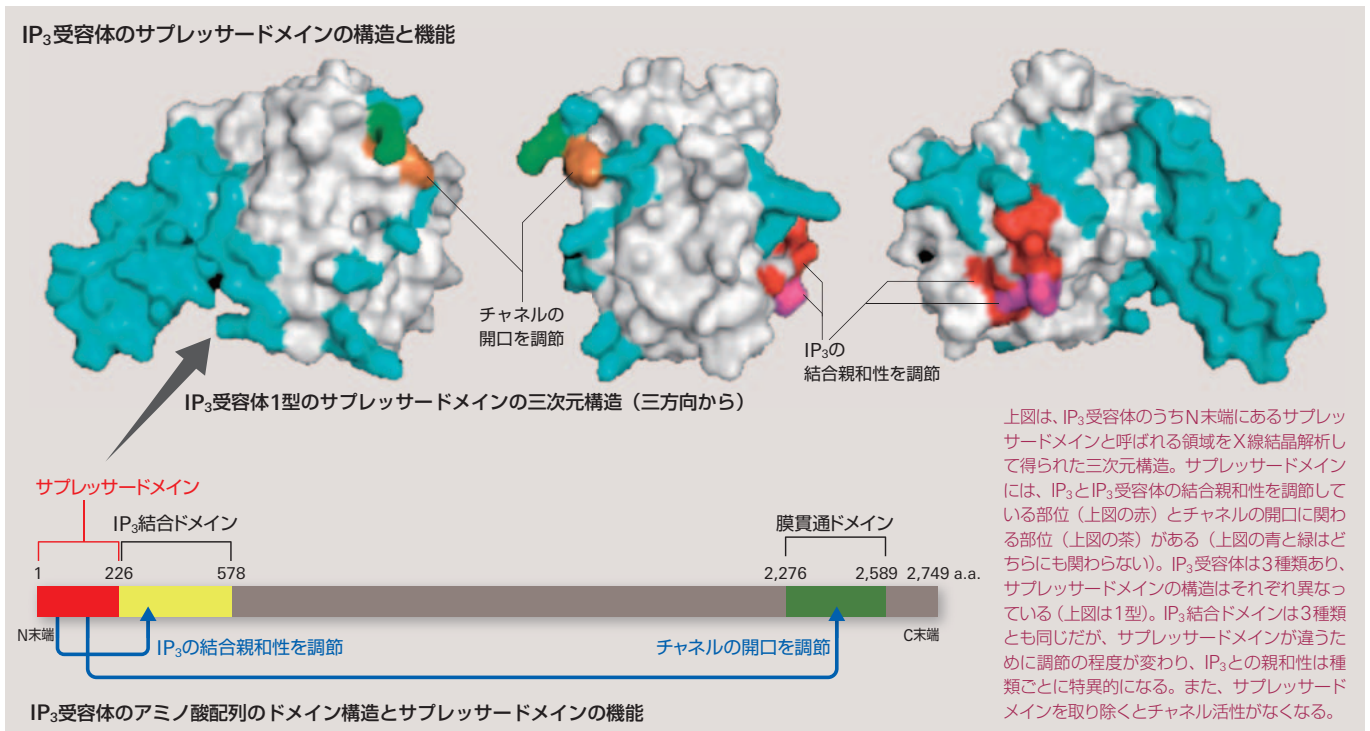 IP₃受容体のサプレッサードメインの構造と機能
チャネルの
開口を調節
IP₃の
結合親和性を調節
IP₃受容体1型のサプレッサードメインの三次元構造（三方向から）
サプレッサードメイン
IP₃結合ドメイン
膜貫通ドメイン
1 226 578 2,276 2,589 2,749 a.a.
N末端
C末端
IP₃の結合親和性を調節
チャネルの開口を調節
IP₃受容体のアミノ酸配列のドメイン構造とサプレッサードメインの機能
上図は、IP₃受容体のうちN末端にあるサプレッ
サードメインと呼ばれる領域をX線結晶解析し
て得られた三次元構造。サプレッサードメイン
には、IP₃とIP₃受容体の結合親和性を調節して
いる部位（上図の赤）とチャネルの開口に関わ
る部位（上図の茶）がある（上図の青と緑はど
ちらにも関わらない）。IP₃受容体は3種類あり、
サプレッサードメインの構造はそれぞれ異なっ
ている（上図は1型）。IP₃結合ドメインは3種類
とも同じだが、サプレッサードメインが違うた
めに調節の程度が変わり、IP₃との親和性は種
類ごとに特異的になる。また、サプレッサード
メインを取り除くとチャネル活性がなくなる。